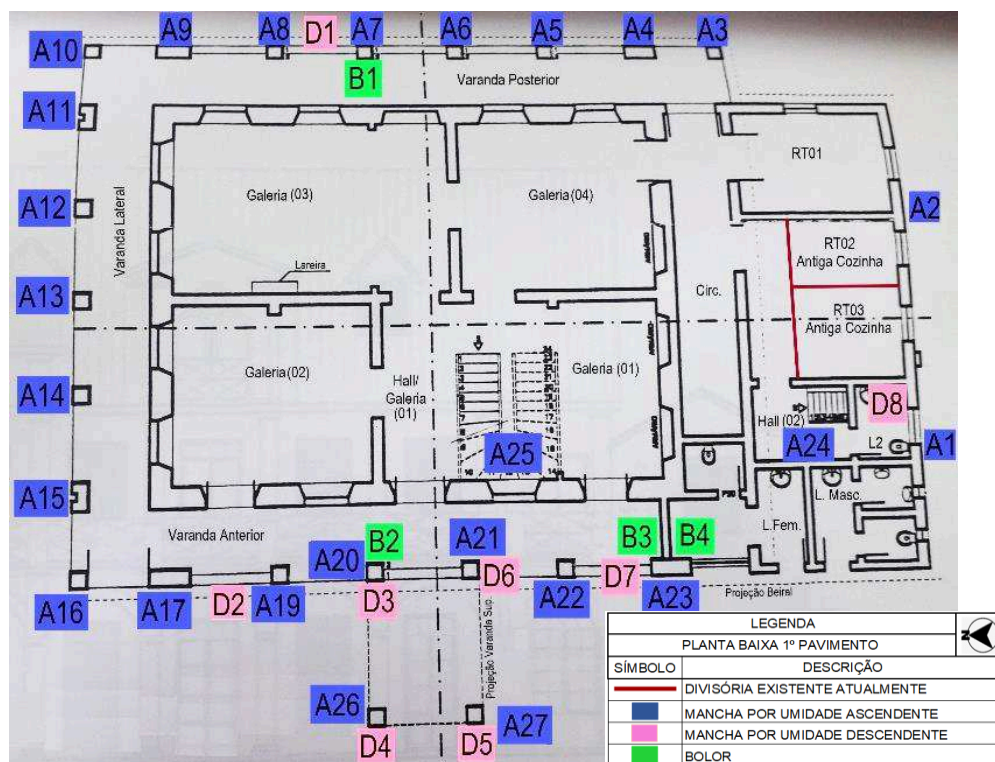 A9 A8 D1 A7 A6 A5 A4 A3
A10
B1
Varanda Posterior
A11
RT01
Galeria (03)
Galeria (04)
A12
A2
Varanda Lateral
RT02
Antiga Cozinha
ARMÁRIO
Lareira
A13
Circ.
RT03
Antiga Cozinha
ARMÁRIO
Galeria (02)
Hall/
Galeria
(01)
Galeria (01)
A14
D8
Hall (02)
A25
A24
L2
A1
A15
L. Masc.
Varanda Anterior
L.Fem.
A20
B2
A21
B3
B4
D6
D7
A16
A17
D2
A19
D3
A22
A23
Projeção Beiral
Projeção Varanda Sup.
A26
A27
D4
D5
LEGENDA
PLANTA BAIXA 1º PAVIMENTO
N
SÍMBOLO
DESCRIÇÃO
DIVISÓRIA EXISTENTE ATUALMENTE
MANCHA POR UMIDADE ASCENDENTE
MANCHA POR UMIDADE DESCENDENTE
BOLOR